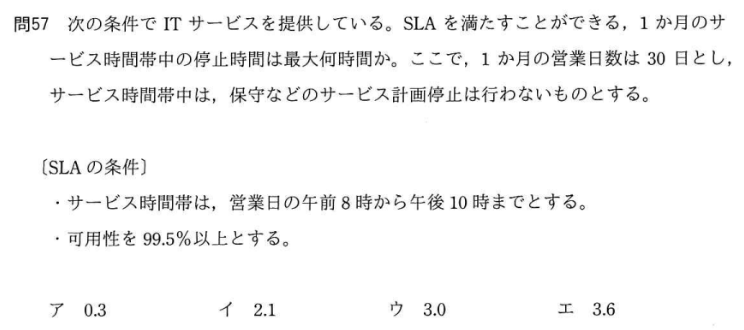 問57 次の条件で IT サービスを提供している。SLA を満たすことができる，1 か月のサ
ービス時間帯中の停止時間は最大何時間か。ここで，1 か月の営業日数は 30 日とし，
サービス時間帯中は，保守などのサービス計画停止は行わないものとする。
〔SLA の条件〕
・サービス時間帯は，営業日の午前 8 時から午後 10 時までとする。
・可用性を 99.5%以上とする。
ア 0.3 イ 2.1 ウ 3.0 エ 3.6